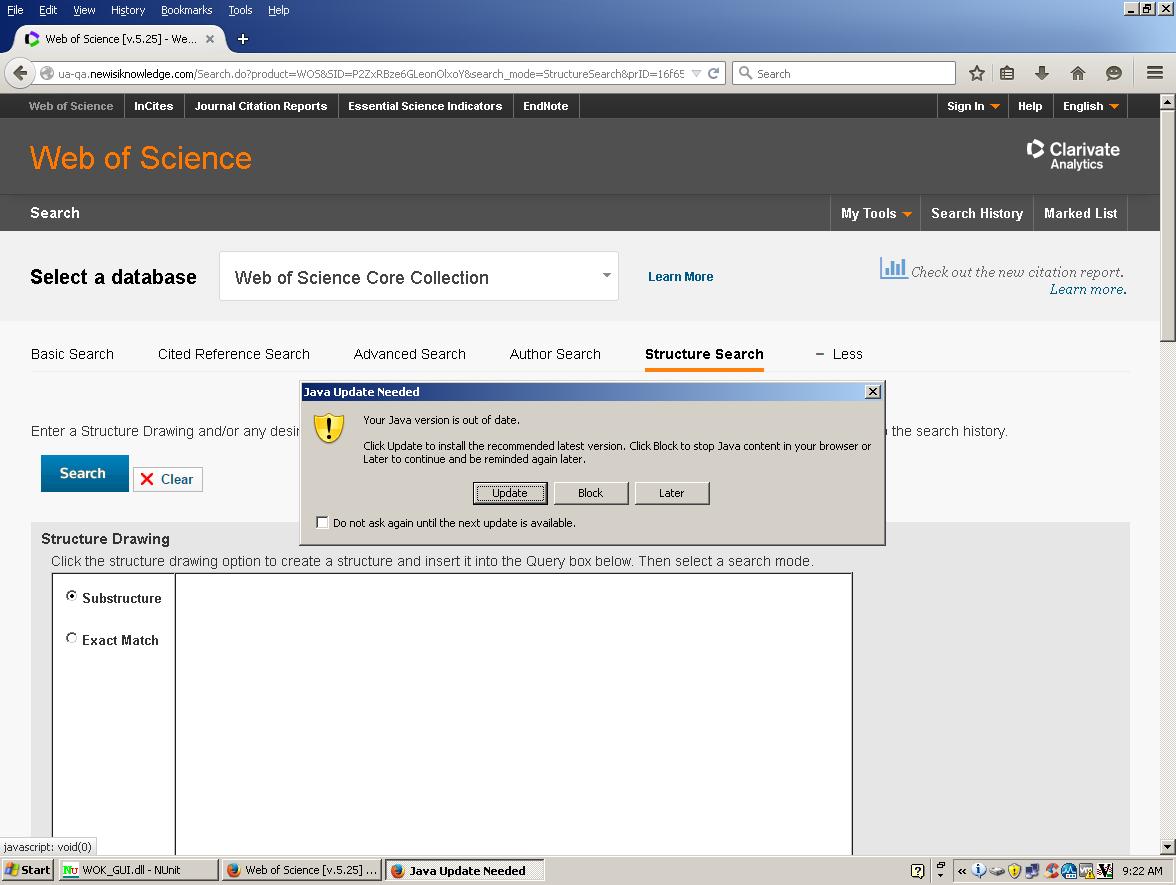 File Edit View History Bookmarks Tools Help
Web of Science [v.5.25] - We...
ua-qa.newisiknowledge.com/Search.do?product=WOS&SID=P2ZxRBze6GLeonOlxoY&search_mode=StructureSearch&prID=16f65
Search
Web of Science InCites Journal Citation Reports Essential Science Indicators EndNote Sign In Help English
Web of Science
Clarivate
Analytics
Search My Tools Search History Marked List
Select a database Web of Science Core Collection Learn More
Check out the new citation report.
Learn more.
Basic Search Cited Reference Search Advanced Search Author Search Structure Search – Less
Java Update Needed
Your Java version is out of date.
Click Update to install the recommended latest version. Click Block to stop Java content in your browser or
Later to continue and be reminded again later.
Update Block Later
Do not ask again until the next update is available.
Enter a Structure Drawing and/or any the search history.
Search Clear
Structure Drawing
Click the structure drawing option to create a structure and insert it into the Query box below. Then select a search mode.
Substructure
Exact Match
javascript: void(0)
Start WOK_GUI.dll - NUnit Web of Science [v.5.25] ... Java Update Needed 9:22 AM